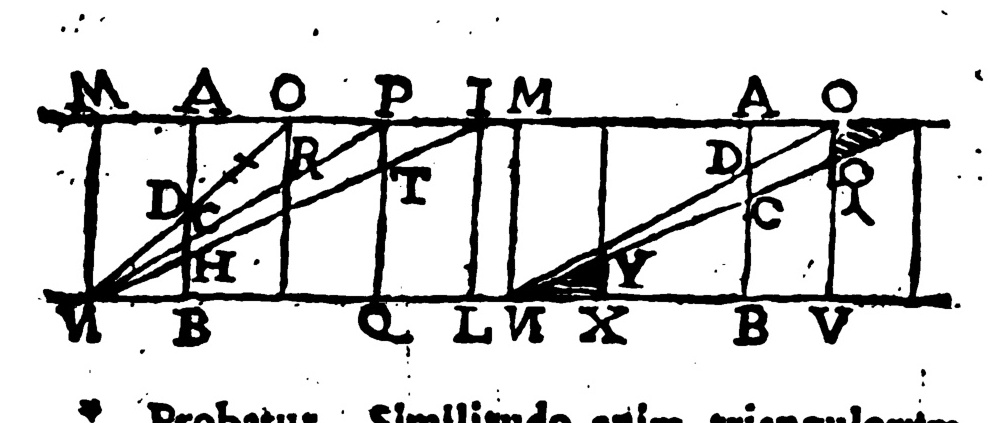 M A O P I M A O
R D
D C T Q
C
H Y
N B Q L N X B V
* Probatur. Similitudo enim triangulorum